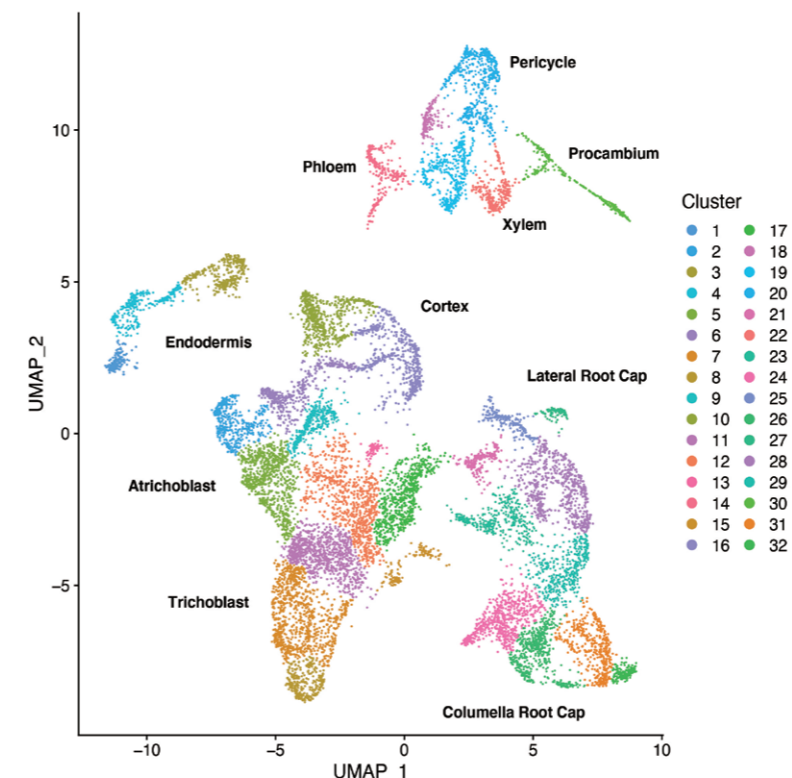 Pericycle
10
Phloem
Procambium
Xylem
Cluster
1 17
2 18
3 19
4 20
5 21
6 22
7 23
8 24
9 25
10 26
11 27
12 28
13 29
14 30
15 31
16 32
5
Cortex
Endodermis
UMAP_2
Lateral Root Cap
0
Atrichoblast
-5
Trichoblast
Columella Root Cap
-10 -5 0 5 10
UMAP_1